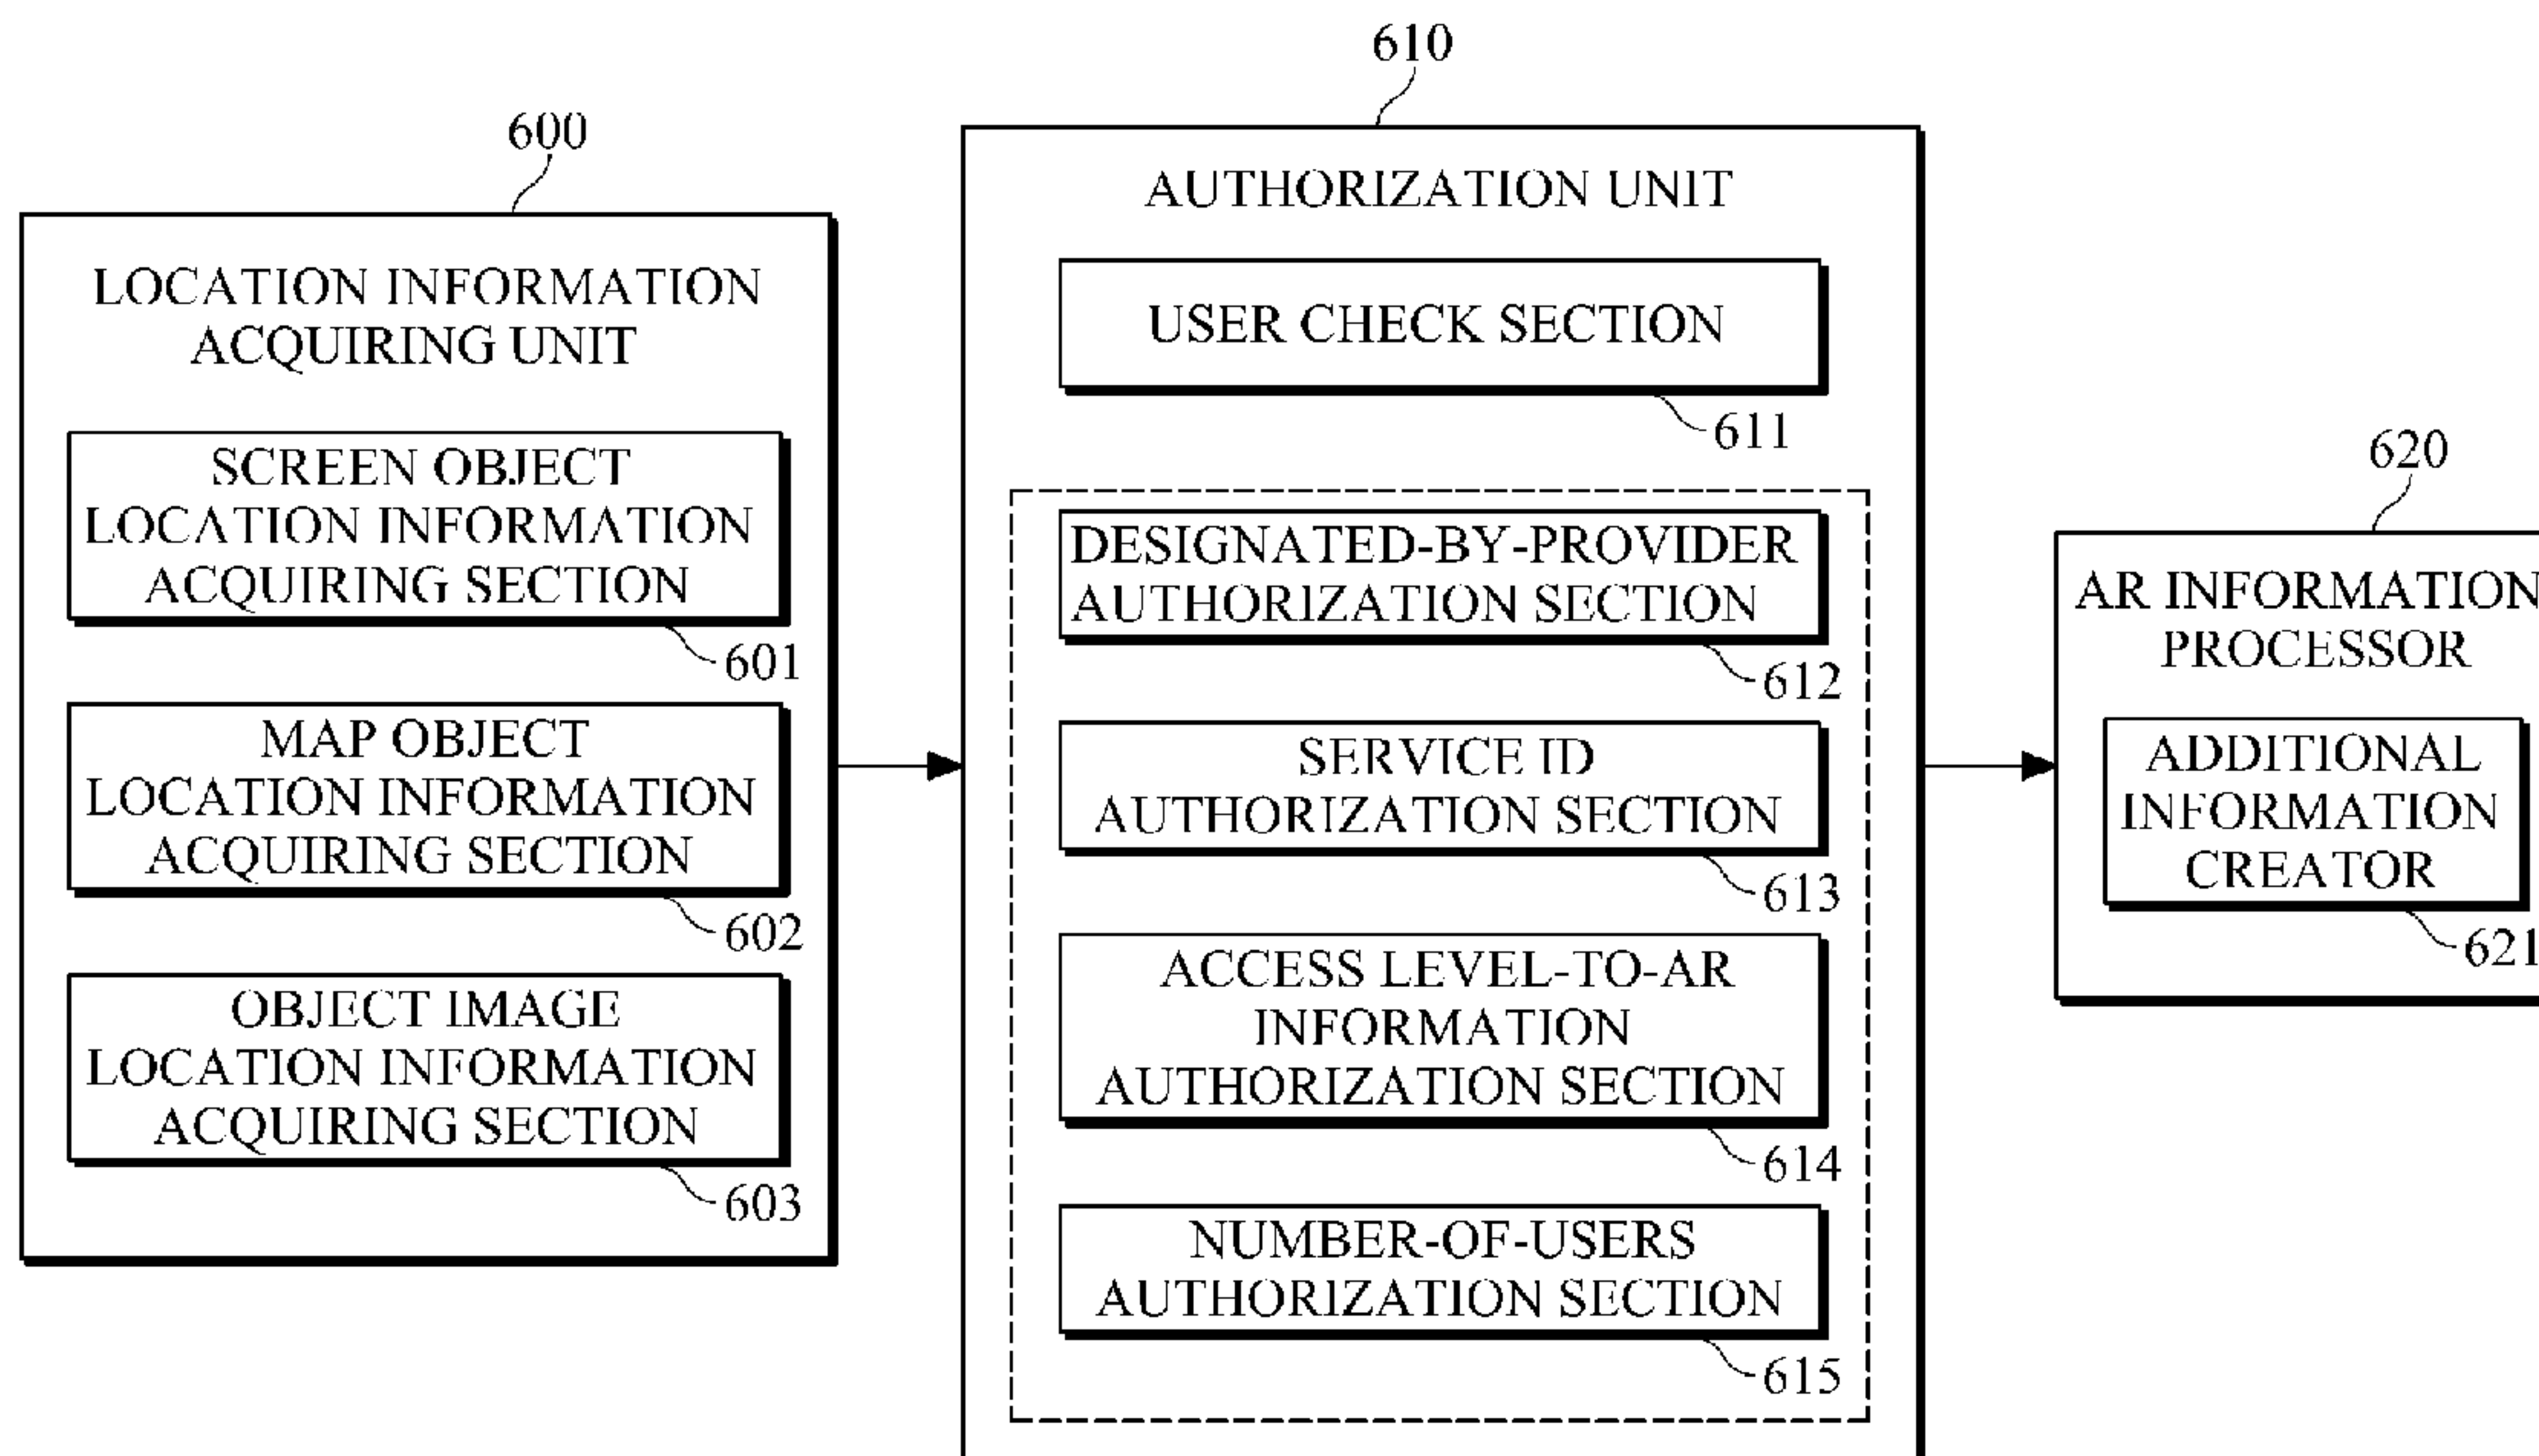 600
LOCATION INFORMATION
ACQUIRING UNIT
SCREEN OBJECT
LOCATION INFORMATION
ACQUIRING SECTION
601
MAP OBJECT
LOCATION INFORMATION
ACQUIRING SECTION
602
OBJECT IMAGE
LOCATION INFORMATION
ACQUIRING SECTION
603
610
AUTHORIZATION UNIT
USER CHECK SECTION
611
DESIGNATED-BY-PROVIDER
AUTHORIZATION SECTION
612
SERVICE ID
AUTHORIZATION SECTION
613
ACCESS LEVEL-TO-AR
INFORMATION
AUTHORIZATION SECTION
614
NUMBER-OF-USERS
AUTHORIZATION SECTION
615
620
AR INFORMATION
PROCESSOR
ADDITIONAL
INFORMATION
CREATOR
621